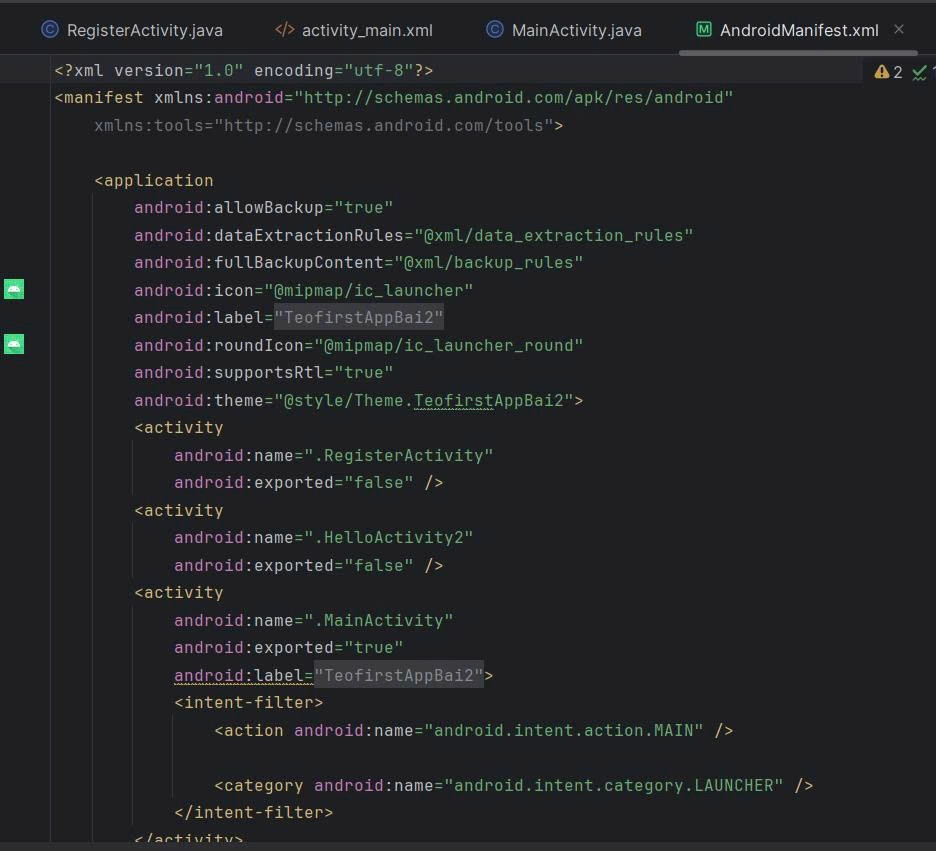 RegisterActivity.java activity_main.xml MainActivity.java AndroidManifest.xml
<?xml version="1.0" encoding="utf-8"?>
2
<manifest xmlns:android="http://schemas.android.com/apk/res/android"
xmlns:tools="http://schemas.android.com/tools">
<application
android:allowBackup="true"
android:dataExtractionRules="@xml/data_extraction_rules"
android:fullBackupContent="@xml/backup_rules"
android:icon="@mipmap/ic_launcher"
android:label="TeofirstAppBai2"
android:roundIcon="@mipmap/ic_launcher_round"
android:supportsRtl="true"
android:theme="@style/Theme.TeofirstAppBai2">
<activity
android:name=".RegisterActivity"
android:exported="false" />
<activity
android:name=".HelloActivity2"
android:exported="false" />
<activity
android:name=".MainActivity"
android:exported="true"
android:label="TeofirstAppBai2">
<intent-filter>
<action android:name="android.intent.action.MAIN" />
<category android:name="android.intent.category.LAUNCHER" />
</intent-filter>
</activity>